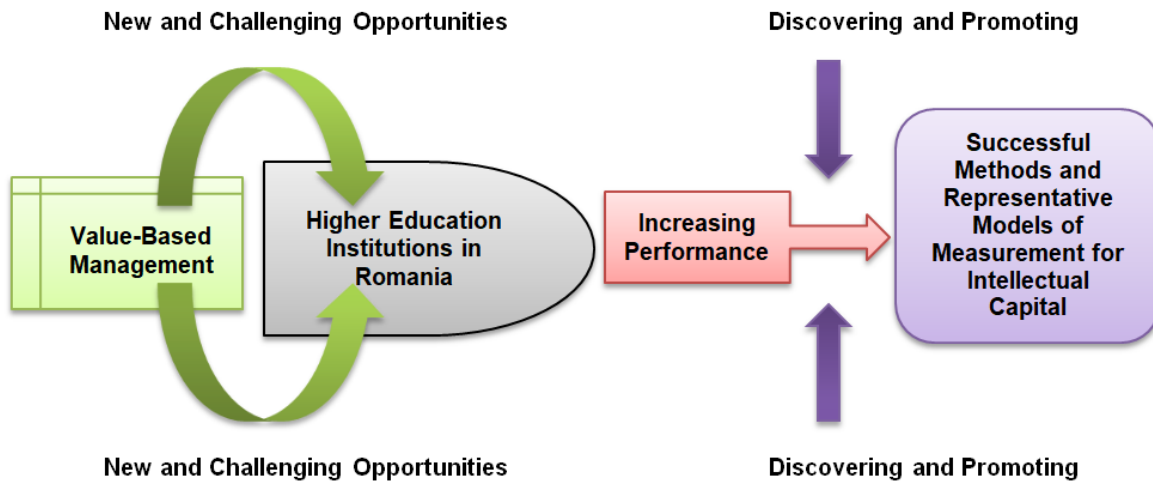 New and Challenging Opportunities
Discovering and Promoting
Value-Based
Management
Higher Education
Institutions in
Romania
Increasing
Performance
Successful
Methods and
Representative
Models of
Measurement for
Intellectual
Capital
New and Challenging Opportunities
Discovering and Promoting